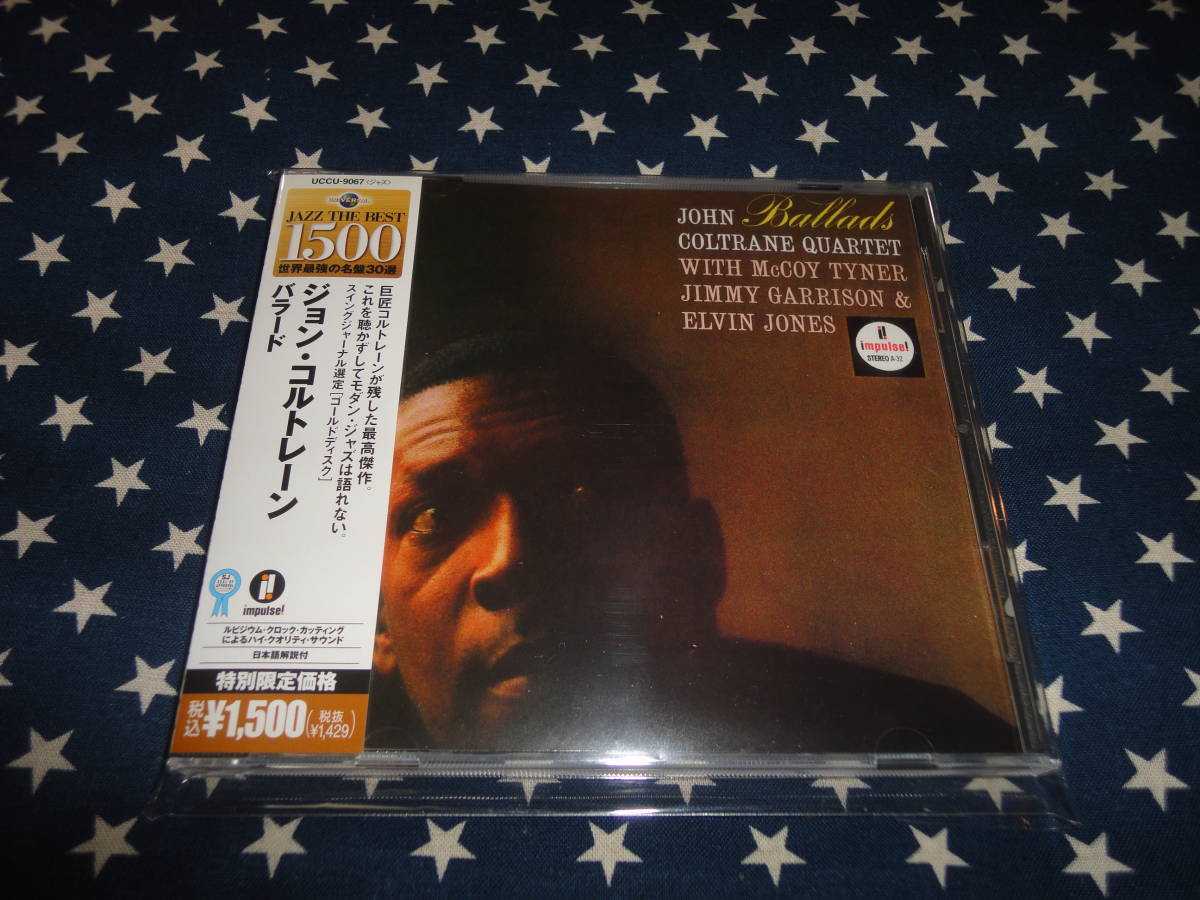 UCCU-9067〈ジャズ〉
UNIVERSAL
JAZZ THE BEST
1500
世界最強の名盤30選
巨匠コルトレーンが残した最高傑作。
これを聴かずしてモダン・ジャズは語れない。
スイングジャーナル選定[ゴールドディスク]
ジョン・コルトレーン
バラード
SJ
impulse!
ルビジウム・クロック・カッティング
によるハイ・クオリティ・サウンド
日本語解説付
特別限定価格
税込¥1,500(税抜¥1,429)
JOHN Ballads
COLTRANE QUARTET
WITH McCOY TYNER
JIMMY GARRISON &
ELVIN JONES
impulse!
STEREO A-32